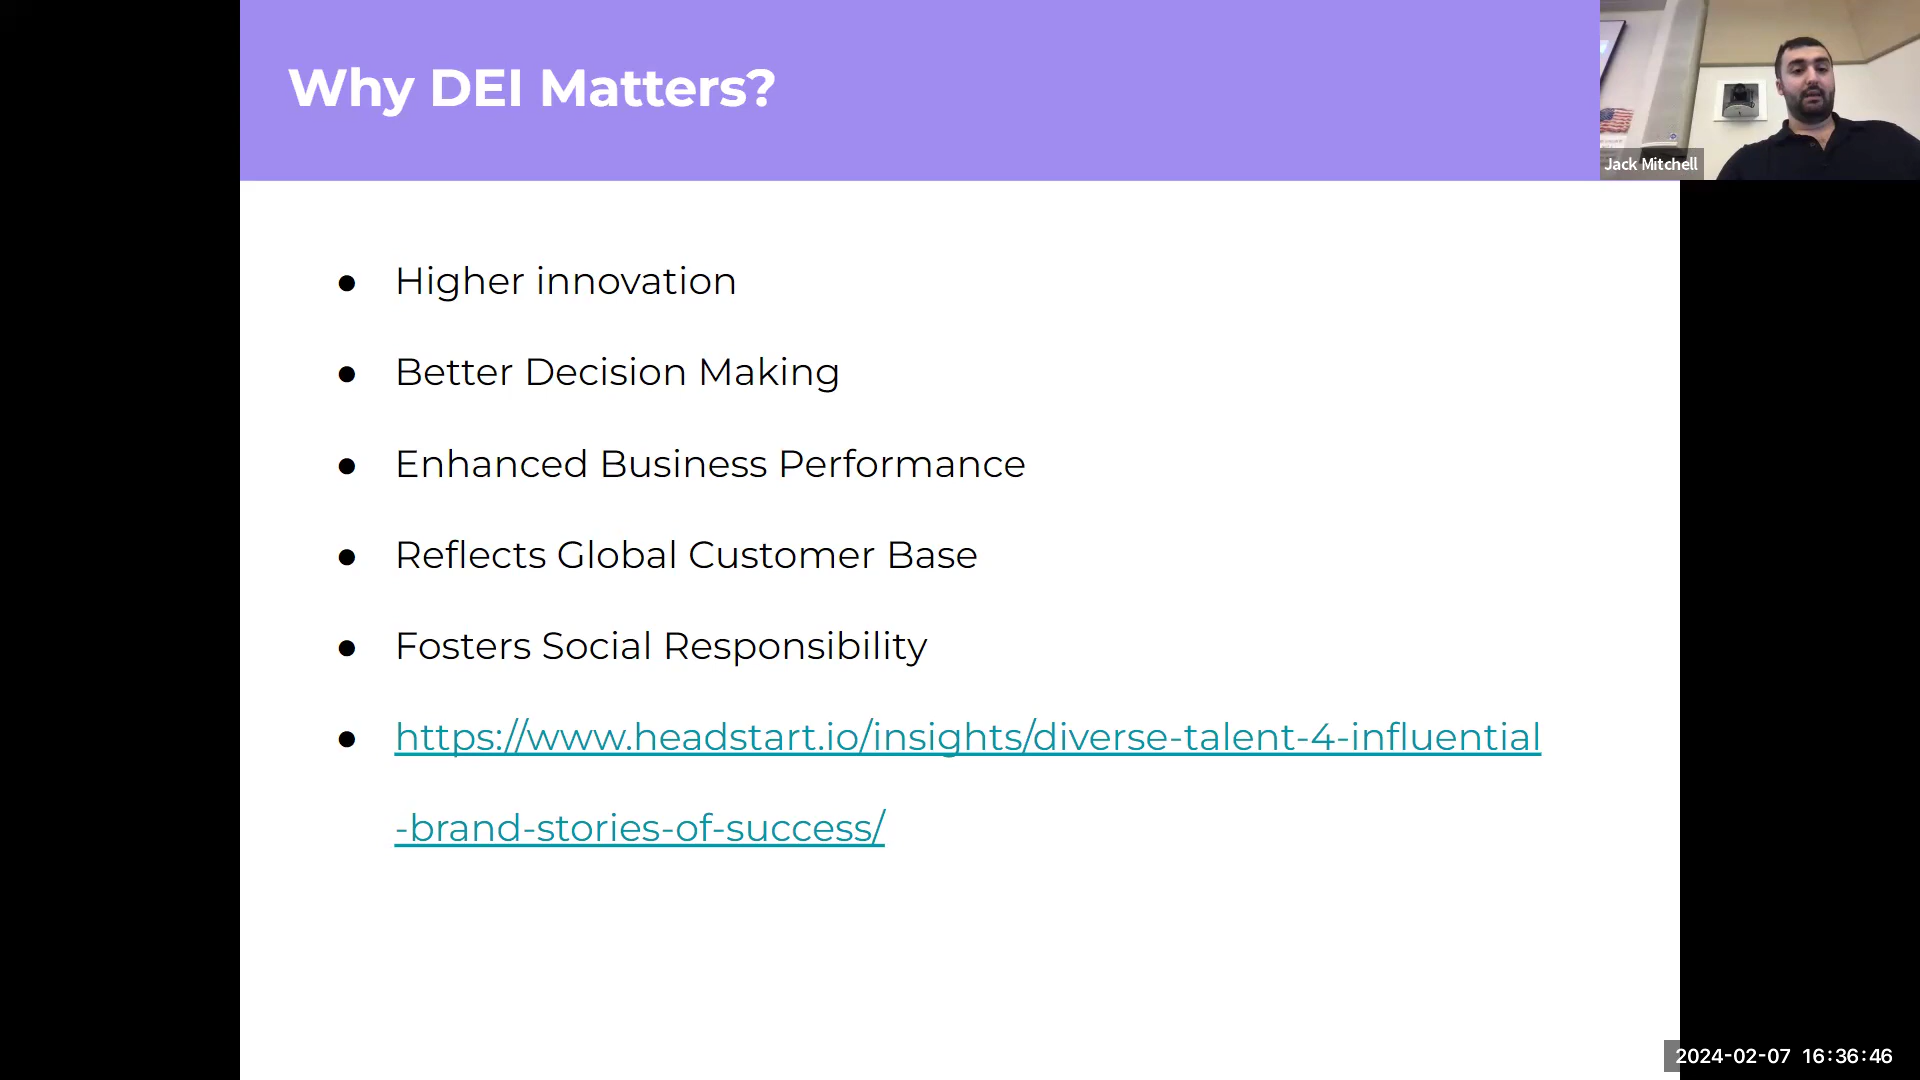 Why DEI Matters?
Jack Mitchell
● Higher innovation
● Better Decision Making
● Enhanced Business Performance
● Reflects Global Customer Base
● Fosters Social Responsibility
● https://www.headstart.io/insights/diverse-talent-4-influential
-brand-stories-of-success/
2024-02-07 16:36:46